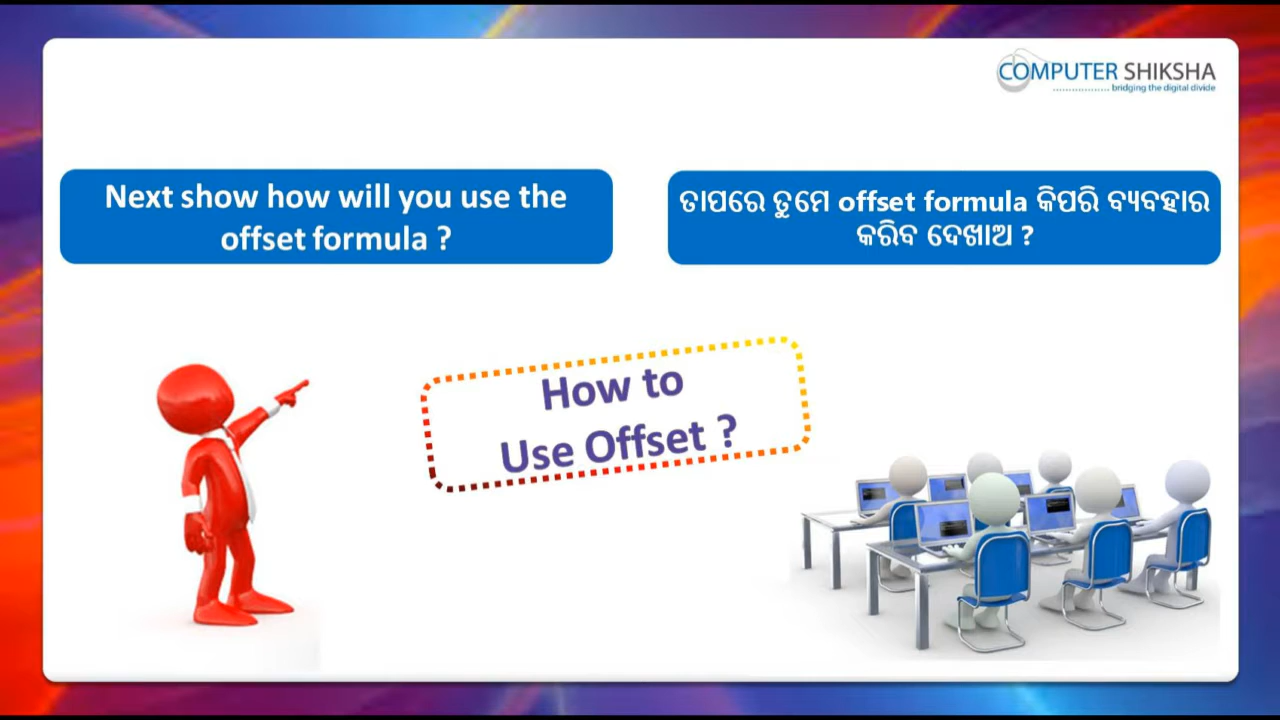 COMPUTER SHIKSHA
bridging the digital divide
Next show how will you use the
offset formula ?
ତାପରେ ତୁମେ offset formula କିପରି ବ୍ୟବହାର
କରିବ ଦେଖାଅ ?
How to
Use Offset ?